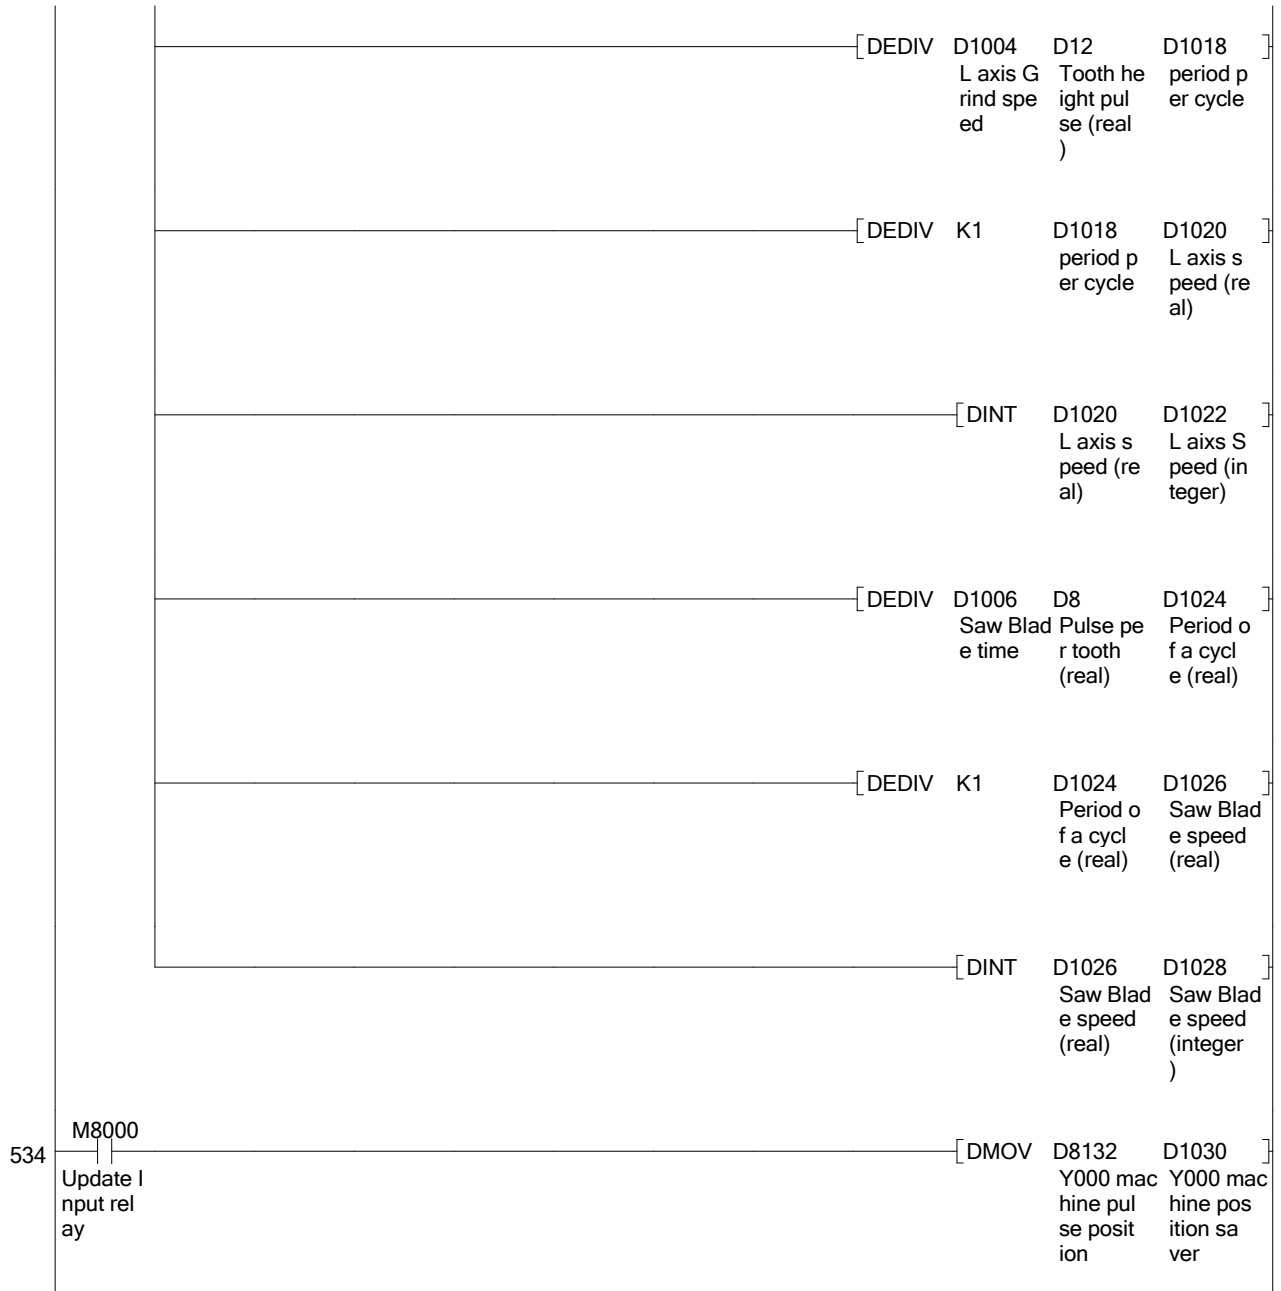 DEDIV D1004 D12 D1018
L axis G Tooth he period p
rind spe ight pul er cycle
ed se (real
)
DEDIV K1 D1018 D1020
period p L axis s
er cycle peed (re
al)
DINT D1020 D1022
L axis s L aixs S
peed (re peed (in
al) teger)
DEDIV D1006 D8 D1024
Saw Blad Pulse pe Period o
e time r tooth f a cycl
(real) e (real)
DEDIV K1 D1024 D1026
Period o Saw Blad
f a cycl e speed
e (real) (real)
DINT D1026 D1028
Saw Blad Saw Blad
e speed e speed
(real) (integer
)
M8000
534 DMOV D8132 D1030
Update I Y000 mac Y000 mac
nput rel hine pul hine pos
ay se posit ition sa
ion ver